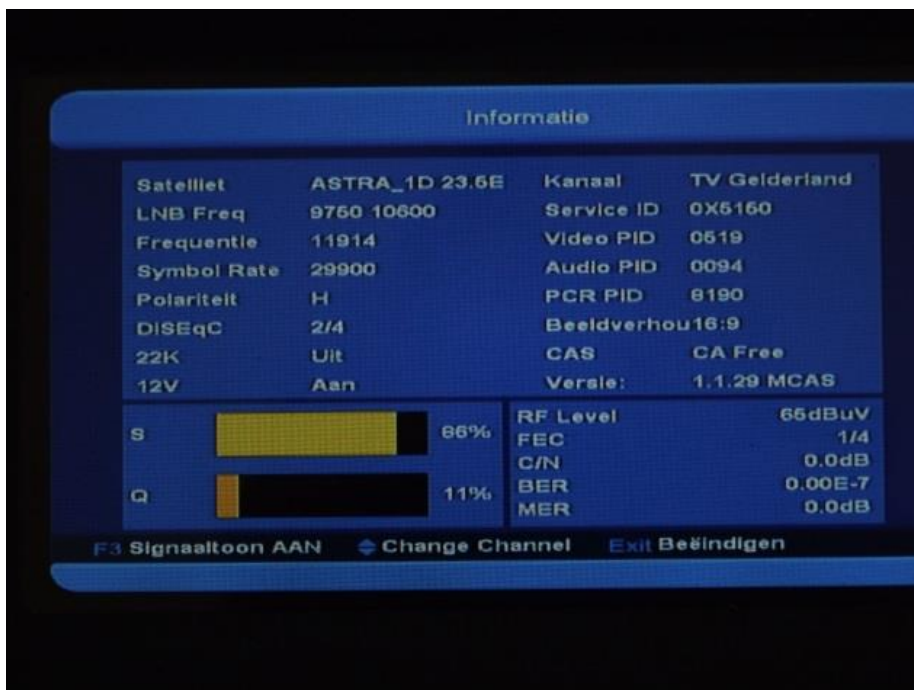 Informatie
Satelliet ASTRA_1D 23.5E Kanaal TV Gelderland
LNB Freq 9750 10600 Service ID 0X5150
Frequentie 11914 Video PID 0519
Symbol Rate 29900 Audio PID 0094
Polariteit H PCR PID 8190
DISEqC 2/4 Beeldverhou16:9
22K Uit CAS CA Free
12V Aan Versie: 1.1.29 MCAS
S 86%
Q 11%
RF Level 65dBuV
FEC 1/4
C/N 0.0dB
BER 0.00E-7
MER 0.0dB
F3 Signaaltoon AAN Change Channel Exit Beëindigen